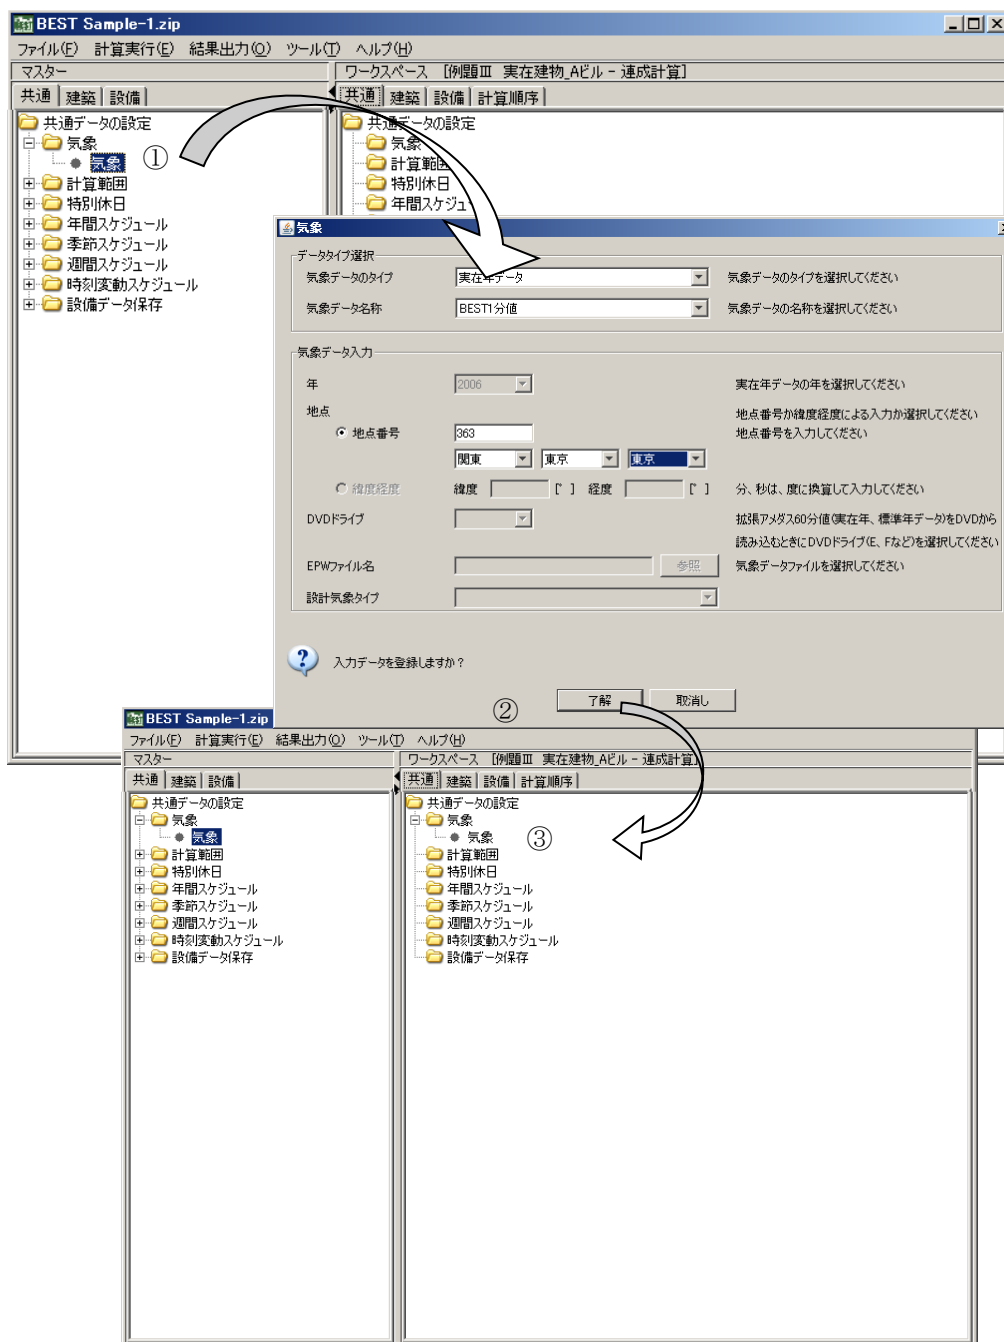 BEST Sample-1.zip
ファイル(F) 計算実行(E) 結果出力(O) ツール(T) ヘルプ(H)
マスター
ワークスペース [例題Ⅲ 実在建物_Aビル - 連成計算]
共通 建築 設備
共通 建築 設備 計算順序
共通データの設定
気象
気象
①
計算範囲
特別休日
年間スケジュール
季節スケジュール
週間スケジュール
時刻変動スケジュール
設備データ保存
共通データの設定
気象
計算範囲
特別休日
年間スケジュ
気象
データタイプ選択
気象データのタイプ 実在年データ 気象データのタイプを選択してください
気象データ名称 BEST1分値 気象データの名称を選択してください
気象データ入力
年 2006 実在年データの年を選択してください
地点 地点番号か緯度経度による入力か選択してください
地点番号 363 地点番号を入力してください
関東 東京 東京
緯度経度 緯度 [°] 経度 [°] 分、秒は、度に換算して入力してください
DVDドライブ 拡張アメダス60分値(実在年、標準年データ)をDVDから
読み込むときにDVDドライブ(E、Fなど)を選択してください
EPWファイル名 参照 気象データファイルを選択してください
設計気象タイプ
? 入力データを登録しますか?
了解 取消し
②
BEST Sample-1.zip
ファイル(F) 計算実行(E) 結果出力(O) ツール(T) ヘルプ(H)
マスター
ワークスペース [例題Ⅲ 実在建物_Aビル - 連成計算]
共通 建築 設備
共通 建築 設備 計算順序
共通データの設定
気象
気象
計算範囲
特別休日
年間スケジュール
季節スケジュール
週間スケジュール
時刻変動スケジュール
設備データ保存
共通データの設定
気象
気象
③
計算範囲
特別休日
年間スケジュール
季節スケジュール
週間スケジュール
時刻変動スケジュール
設備データ保存